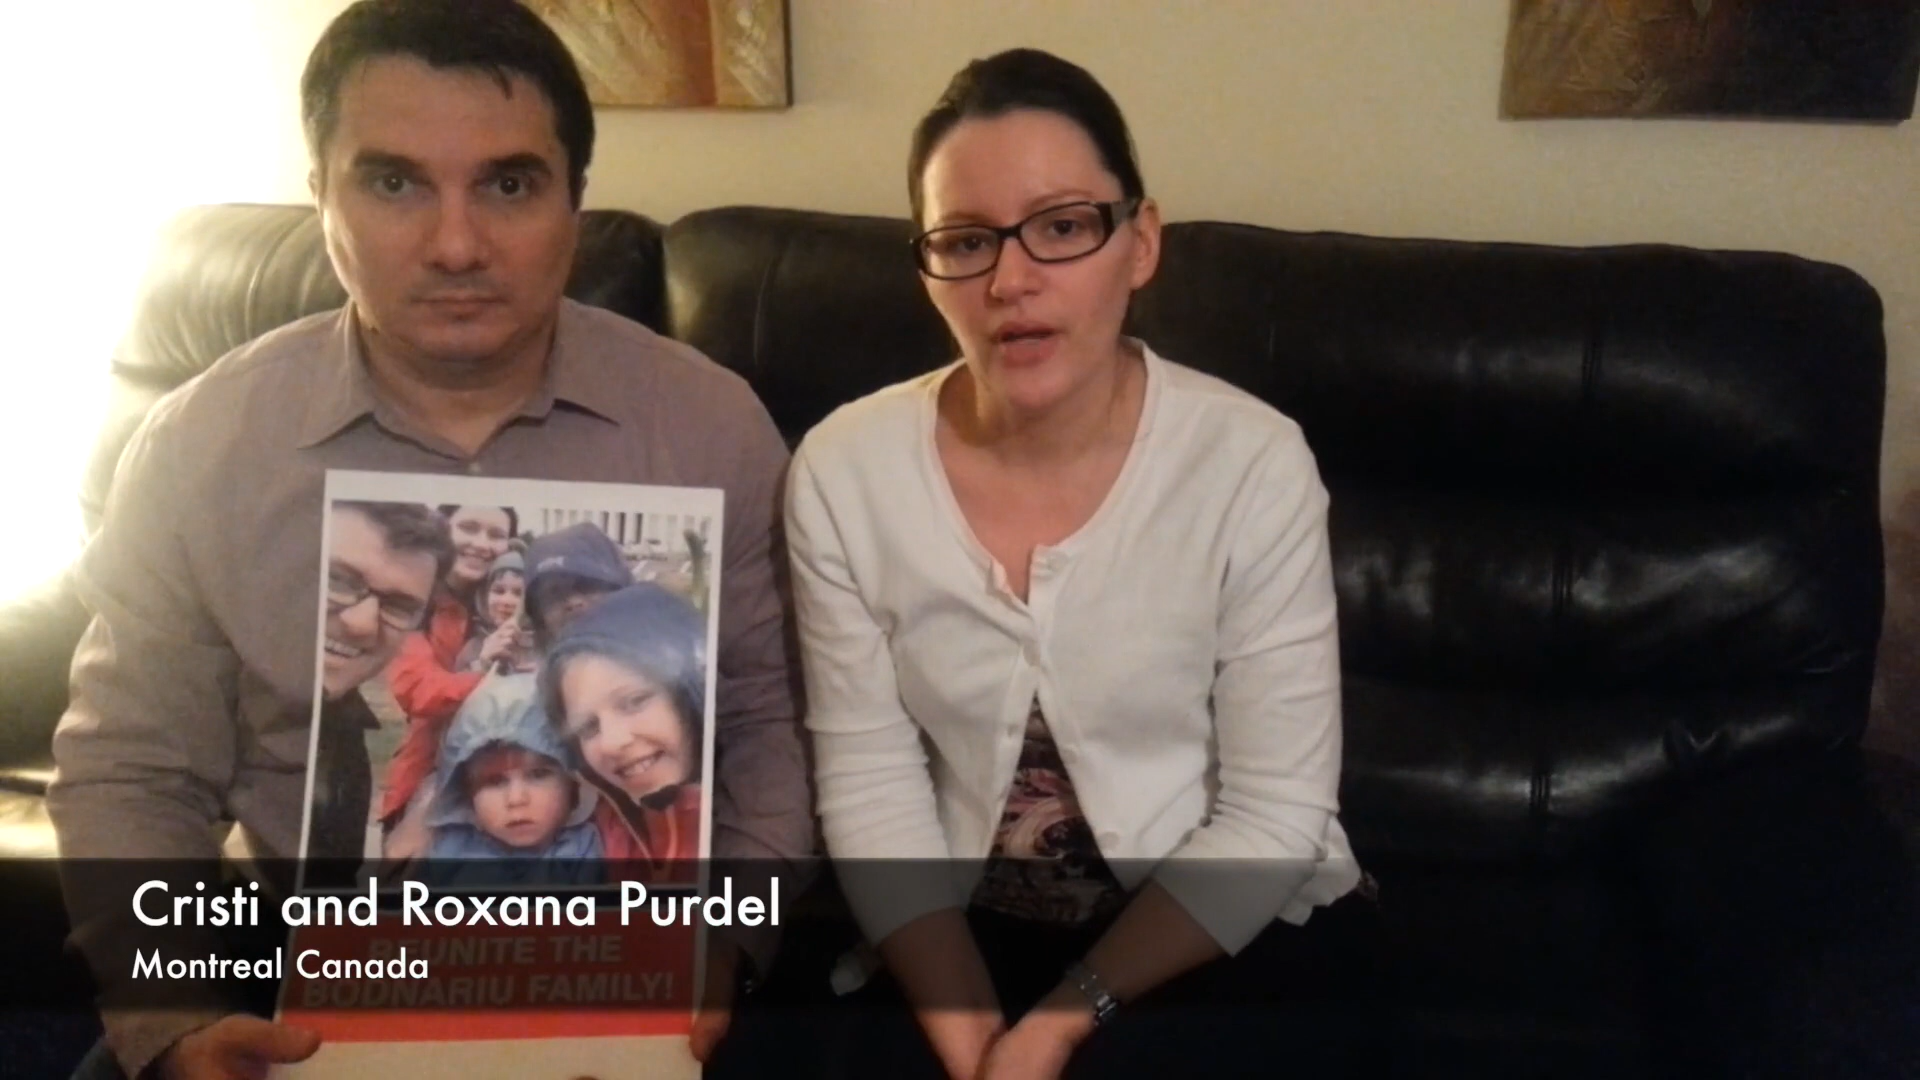 Cristi and Roxana Purdel
Montreal Canada
REUNITE THE
BODNARIU FAMILY!